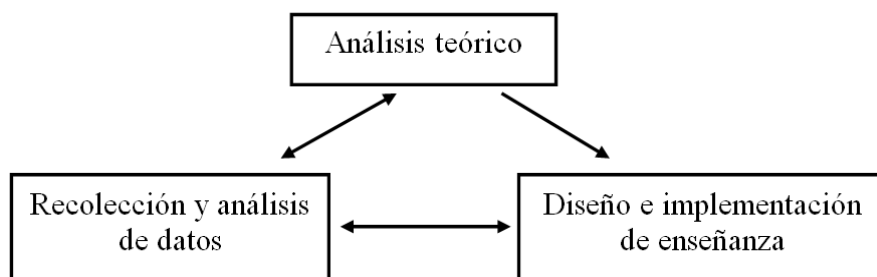 Análisis teórico
Recolección y análisis
de datos
Diseño e implementación
de enseñanza